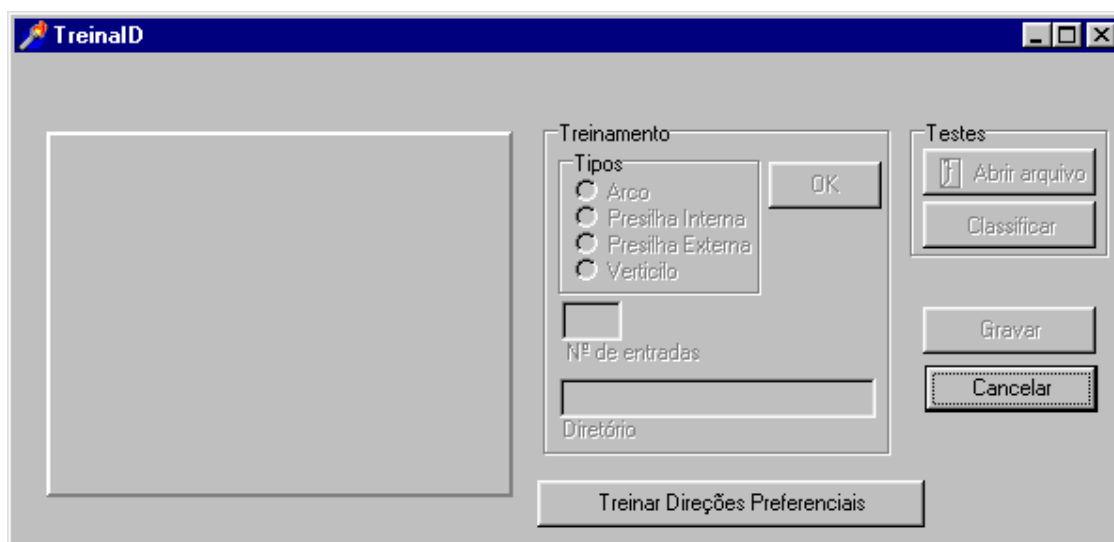 TreinaID
Treinamento
Tipos
Arco
Presilha Interna
Presilha Externa
Verticilo
OK
Nº de entradas
Diretório
Testes
Abrir arquivo
Classificar
Gravar
Cancelar
Treinar Direções Preferenciais